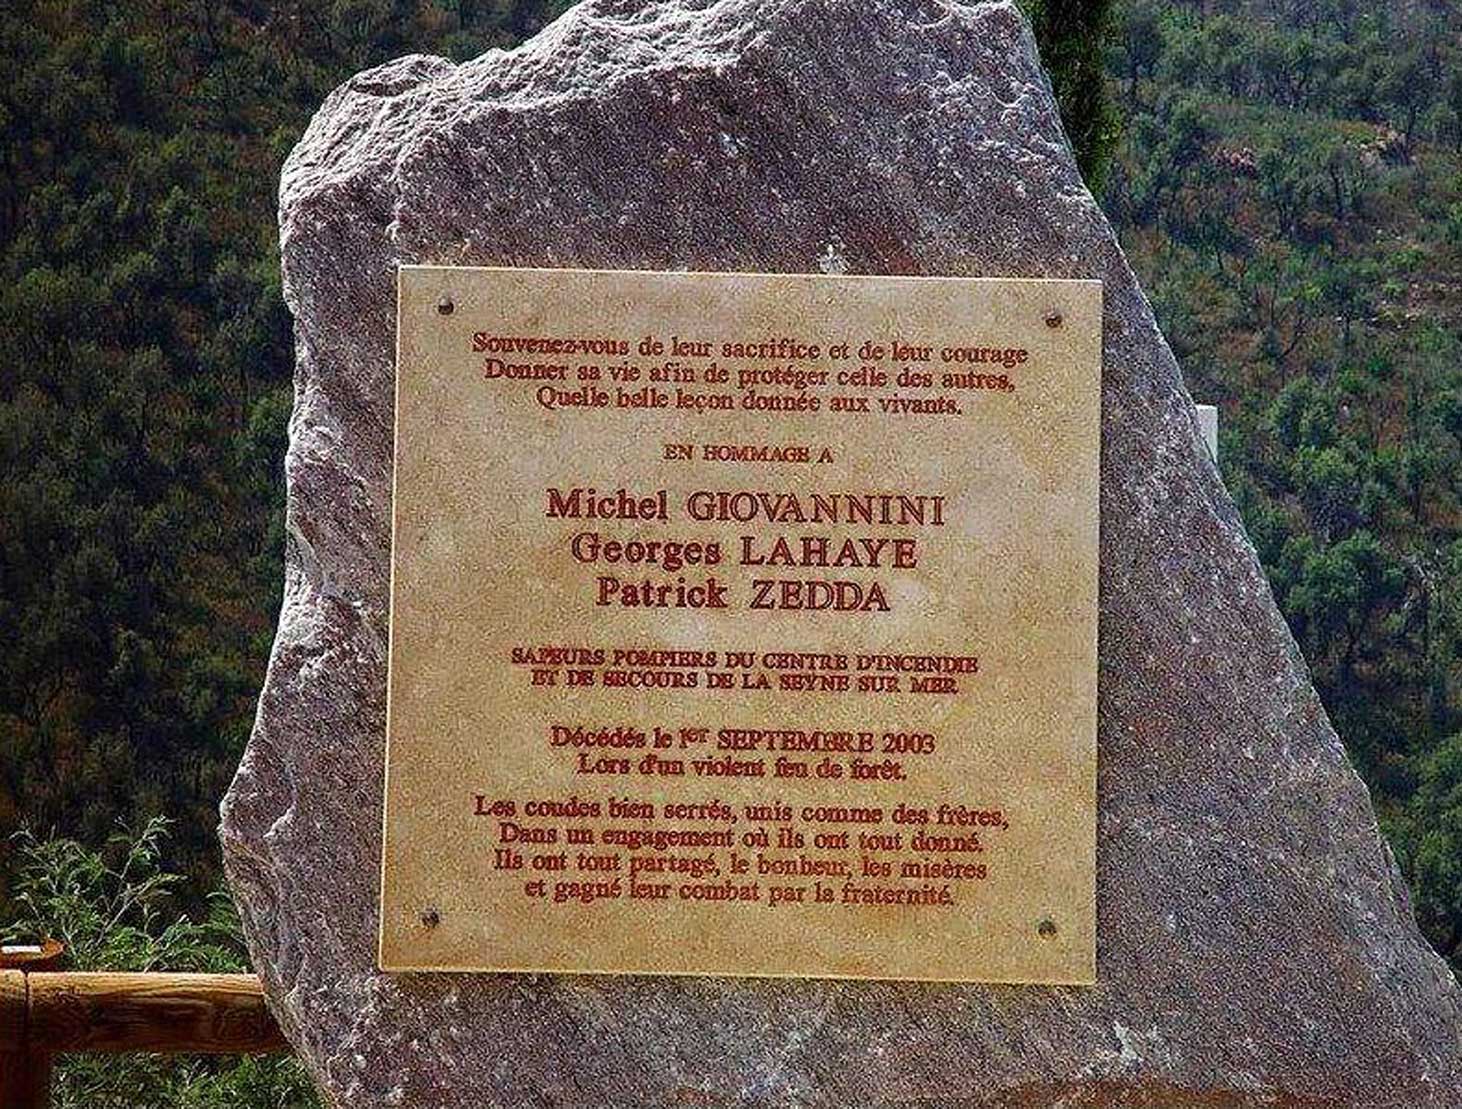 Souvenez-vous de leur sacrifice et de leur courage
Donner sa vie afin de protéger celle des autres,
Quelle belle leçon donnée aux vivants.
EN HOMMAGE A
Michel GIOVANNINI
Georges LAHAYE
Patrick ZEDDA
SAPEURS POMPIERS DU CENTRE D'INCENDIE
ET DE SECOURS DE LA SEYNE SUR MER
Décédés le 1er SEPTEMBRE 2003
Lors d'un violent feu de forêt.
Les coudes bien serrés, unis comme des frères,
Dans un engagement où ils ont tout donné.
Ils ont tout partagé, le bonheur, les misères
et gagné leur combat par la fraternité.